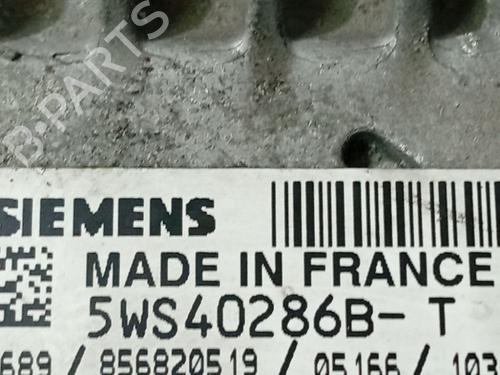 B-PARTS
SIEMENS
MADE IN FRANCE
5WS40286B- T
689 / 856820519 / 05166 / 103